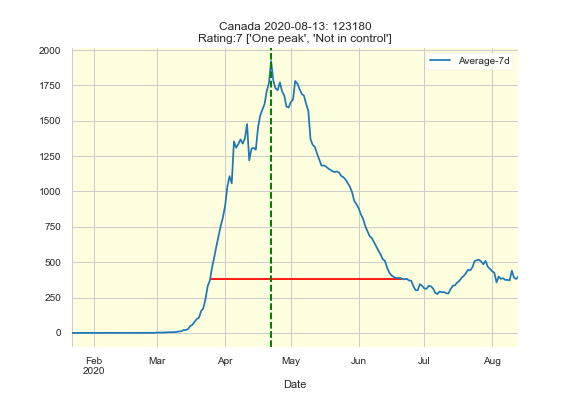 Canada 2020-08-13: 123180
Rating:7 ['One peak', 'Not in control']
2000
Average-7d
1750
1500
1250
1000
750
500
250
0
Feb Mar Apr May Jun Jul Aug
2020
Date